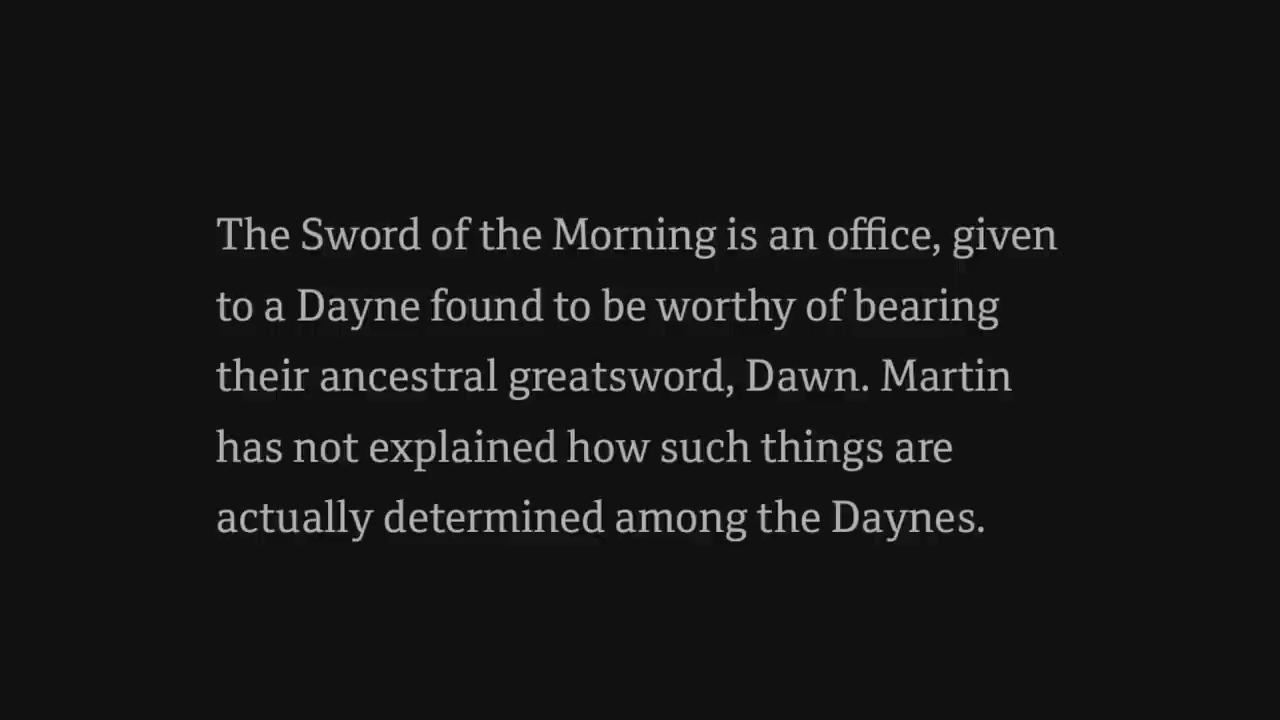 The Sword of the Morning is an office, given
to a Dayne found to be worthy of bearing
their ancestral greatsword, Dawn. Martin
has not explained how such things are
actually determined among the Daynes.